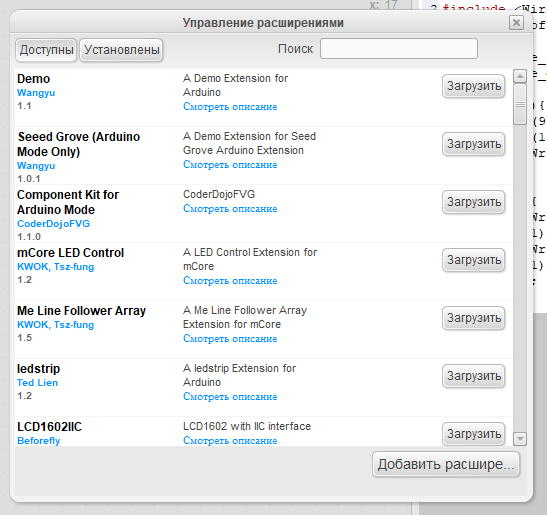 x: 17
2 #include <Wir
Управление расширениями
Доступны
Установлены
Поиск
Demo
Wangyu
1.1
A Demo Extension for
Arduino
Смотреть описание
Загрузить
Seeed Grove (Arduino
Mode Only)
Wangyu
1.0.1
A Demo Extension for Seed
Grove Arduino Extension
Смотреть описание
Загрузить
Component Kit for
Arduino Mode
CoderDojoFVG
1.1.0
CoderDojoFVG
Смотреть описание
Загрузить
mCore LED Control
KWOK, Tsz-fung
1.2
A LED Control Extension for
mCore
Смотреть описание
Загрузить
Me Line Follower Array
KWOK, Tsz-fung
1.5
A Me Line Follower Array
Extension for mCore
Смотреть описание
Загрузить
ledstrip
Ted Lien
1.2
A ledstrip Extension for
Arduino
Смотреть описание
Загрузить
LCD1602IIC
Beforefly
LCD1602 with IIC interface
Смотреть описание
Загрузить
Добавить расшире...